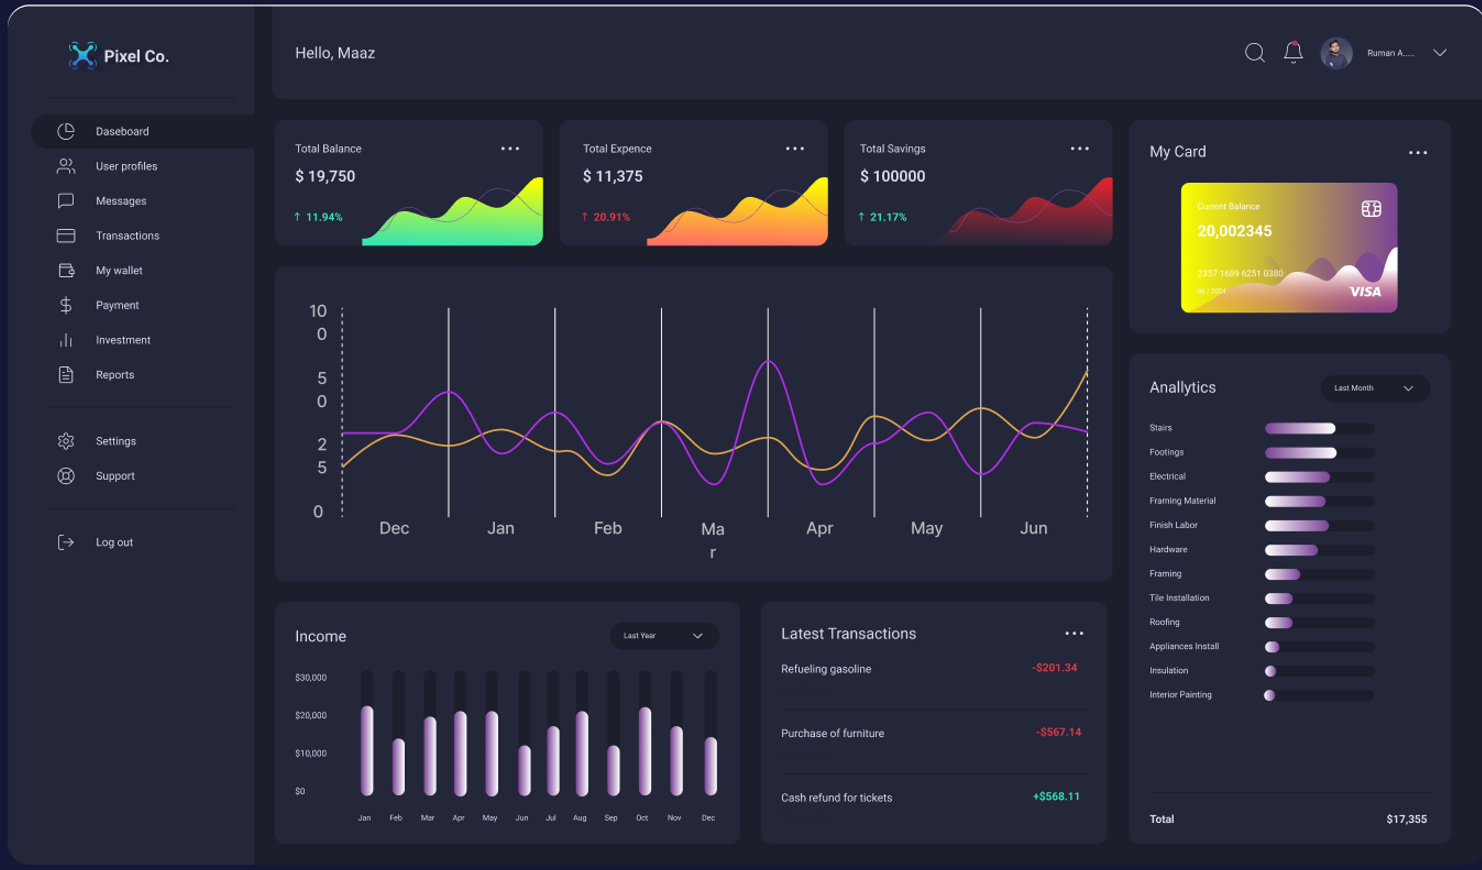 Pixel Co.
Hello, Maaz
Ruman A.....
Daseboard
User profiles
Messages
Transactions
My wallet
Payment
Investment
Reports
Settings
Support
Log out
Total Balance
$ 19,750
↑ 11.94%
Total Expence
$ 11,375
↑ 20.91%
Total Savings
$ 100000
↑ 21.17%
My Card
Current Balance
20,002345
2357 1689 6251 0380
06 / 2024
VISA
10
0
5
0
2
5
0
Dec
Jan
Feb
Ma
r
Apr
May
Jun
Anallytics
Last Month
Stairs
Footings
Electrical
Framing Material
Finish Labor
Hardware
Framing
Tile Installation
Roofing
Appliances Install
Insulation
Interior Painting
Total $17,355
Income
Last Year
$30,000
$20,000
$10,000
$0
Jan Feb Mar Apr May Jun Jul Aug Sep Oct Nov Dec
Latest Transactions
Refueling gasoline -$201.34
Purchase of furniture -$567.14
Cash refund for tickets +$568.11